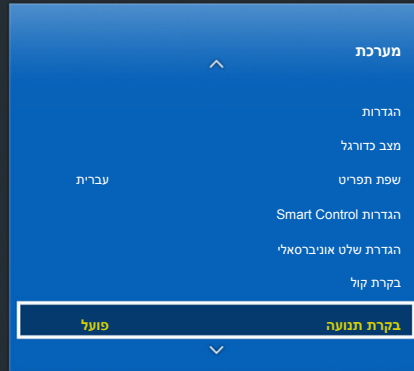 מערכת
הגדרות
מצב כדורגל
שפת תפריט עברית
הגדרות Smart Control
הגדרת שלט אוניברסאלי
בקרת קול
בקרת תנועה פועל